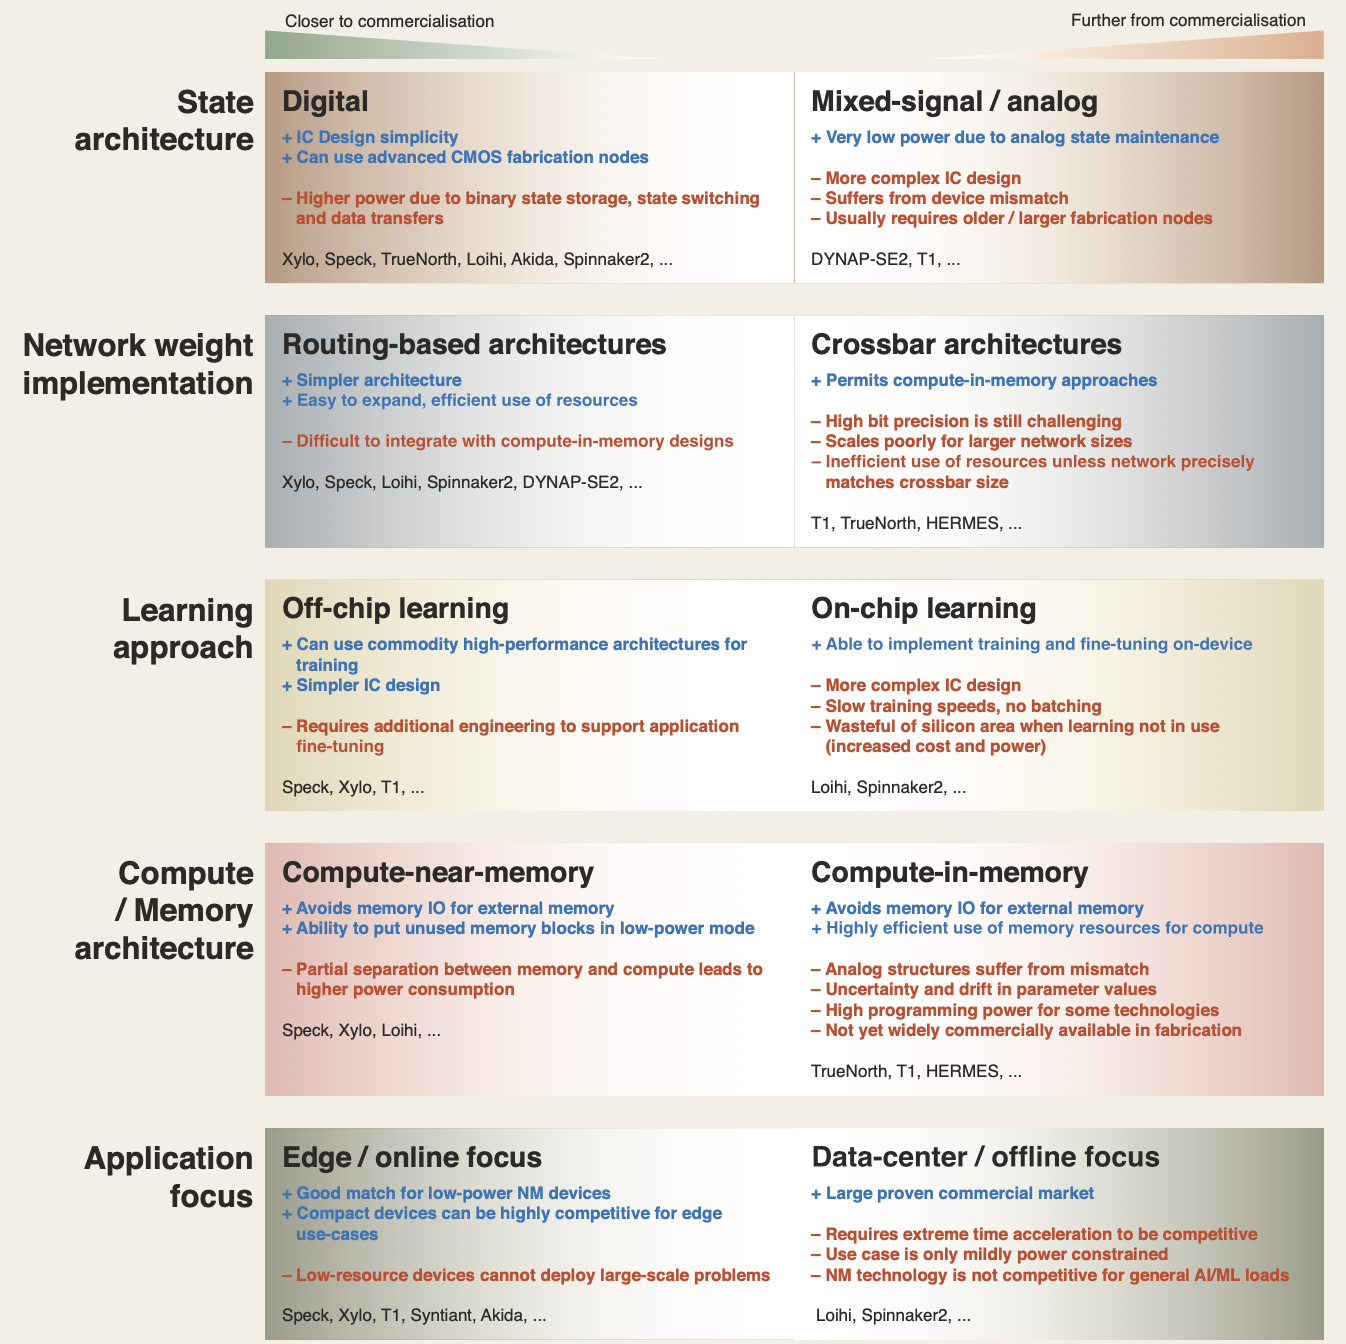 Closer to commercialisation
Further from commercialisation
State
architecture
Digital
+ IC Design simplicity
+ Can use advanced CMOS fabrication nodes
– Higher power due to binary state storage, state switching
and data transfers
Xylo, Speck, TrueNorth, Loihi, Akida, Spinnaker2, ...
Mixed-signal / analog
+ Very low power due to analog state maintenance
– More complex IC design
– Suffers from device mismatch
– Usually requires older / larger fabrication nodes
DYNAP-SE2, T1, ...
Network weight
implementation
Routing-based architectures
+ Simpler architecture
+ Easy to expand, efficient use of resources
– Difficult to integrate with compute-in-memory designs
Xylo, Speck, Loihi, Spinnaker2, DYNAP-SE2, ...
Crossbar architectures
+ Permits compute-in-memory approaches
– High bit precision is still challenging
– Scales poorly for larger network sizes
– Inefficient use of resources unless network precisely
matches crossbar size
T1, TrueNorth, HERMES, ...
Learning
approach
Off-chip learning
+ Can use commodity high-performance architectures for
training
+ Simpler IC design
– Requires additional engineering to support application
fine-tuning
Speck, Xylo, T1, ...
On-chip learning
+ Able to implement training and fine-tuning on-device
– More complex IC design
– Slow training speeds, no batching
– Wasteful of silicon area when learning not in use
(increased cost and power)
Loihi, Spinnaker2, ...
Compute
/ Memory
architecture
Compute-near-memory
+ Avoids memory IO for external memory
+ Ability to put unused memory blocks in low-power mode
– Partial separation between memory and compute leads to
higher power consumption
Speck, Xylo, Loihi, ...
Compute-in-memory
+ Avoids memory IO for external memory
+ Highly efficient use of memory resources for compute
– Analog structures suffer from mismatch
– Uncertainty and drift in parameter values
– High programming power for some technologies
– Not yet widely commercially available in fabrication
TrueNorth, T1, HERMES, ...
Application
focus
Edge / online focus
+ Good match for low-power NM devices
+ Compact devices can be highly competitive for edge
use-cases
– Low-resource devices cannot deploy large-scale problems
Speck, Xylo, T1, Syntiant, Akida, ...
Data-center / offline focus
+ Large proven commercial market
– Requires extreme time acceleration to be competitive
– Use case is only mildly power constrained
– NM technology is not competitive for general AI/ML loads
Loihi, Spinnaker2, ...